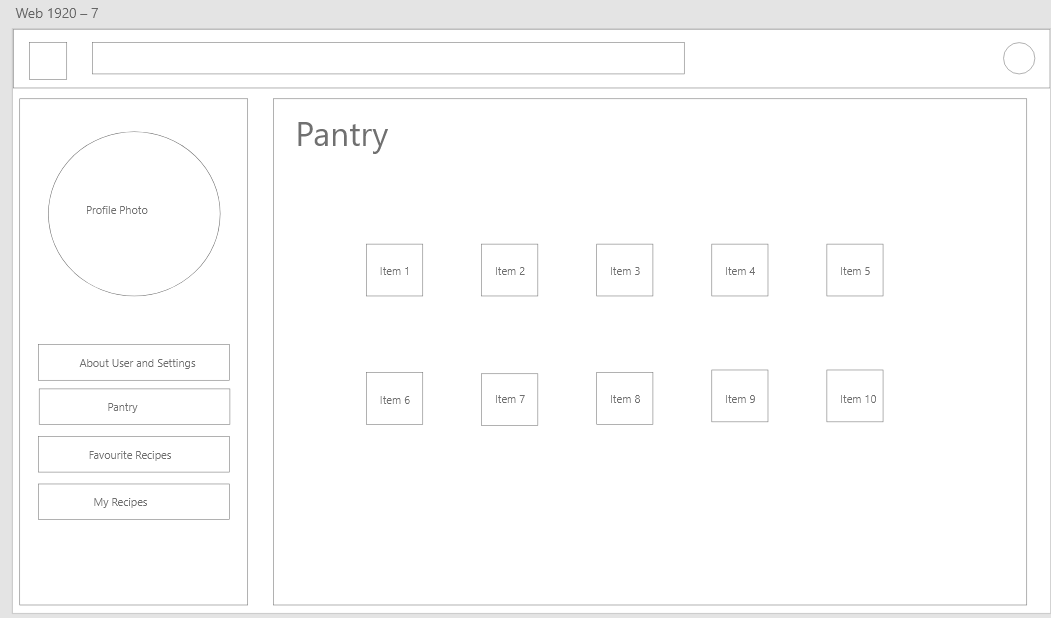 Web 1920 – 7
Profile Photo
About User and Settings
Pantry
Favourite Recipes
My Recipes
Pantry
Item 1
Item 2
Item 3
Item 4
Item 5
Item 6
Item 7
Item 8
Item 9
Item 10